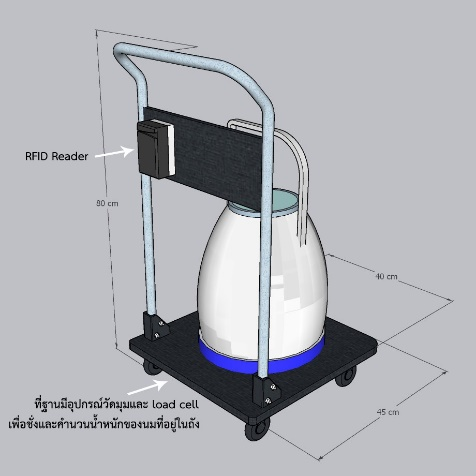 RFID Reader
80 cm
40 cm
45 cm
ที่ฐานมีอุปกรณ์วัดมุมและ load cell
เพื่อชั่งและคำนวนน้ำหนักของนมที่อยู่ในถัง